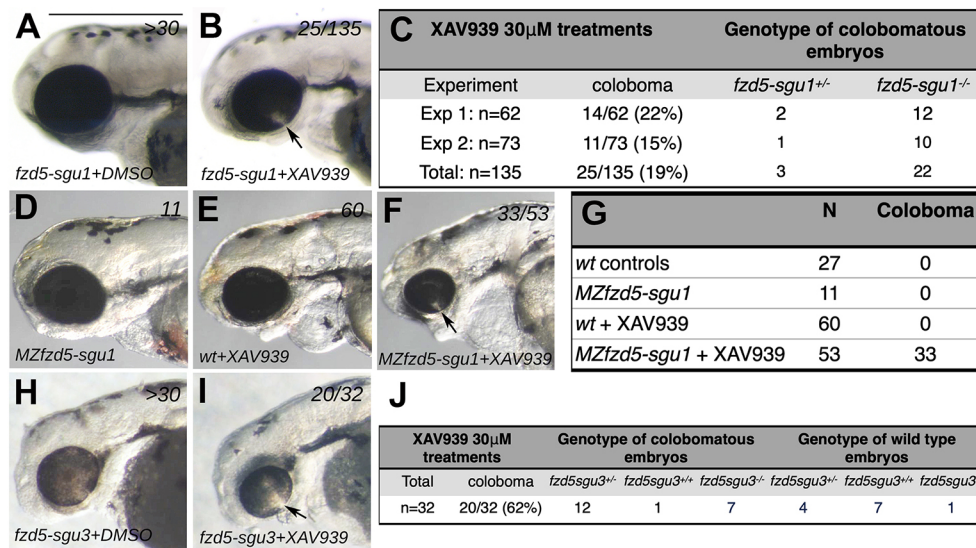 A
>30
fzd5-sgu1+DMSO
B
25/135
fzd5-sgu1+XAV939
C XAV939 30µM treatments Genotype of colobomatous embryos
Experiment coloboma fzd5-sgu1+/- fzd5-sgu1-/-
Exp 1: n=62 14/62 (22%) 2 12
Exp 2: n=73 11/73 (15%) 1 10
Total: n=135 25/135 (19%) 3 22
D
11
MZfzd5-sgu1
E
60
wt+XAV939
F
33/53
MZfzd5-sgu1+XAV939
G N Coloboma
wt controls 27 0
MZfzd5-sgu1 11 0
wt + XAV939 60 0
MZfzd5-sgu1 + XAV939 53 33
H
>30
fzd5-sgu3+DMSO
I
20/32
fzd5-sgu3+XAV939
J
XAV939 30µM treatments Genotype of colobomatous embryos Genotype of wild type embryos
Total coloboma fzd5sgu3+/- fzd5sgu3+/+ fzd5sgu3-/- fzd5sgu3+/- fzd5sgu3+/+ fzd5sgu3
n=32 20/32 (62%) 12 1 7 4 7 1